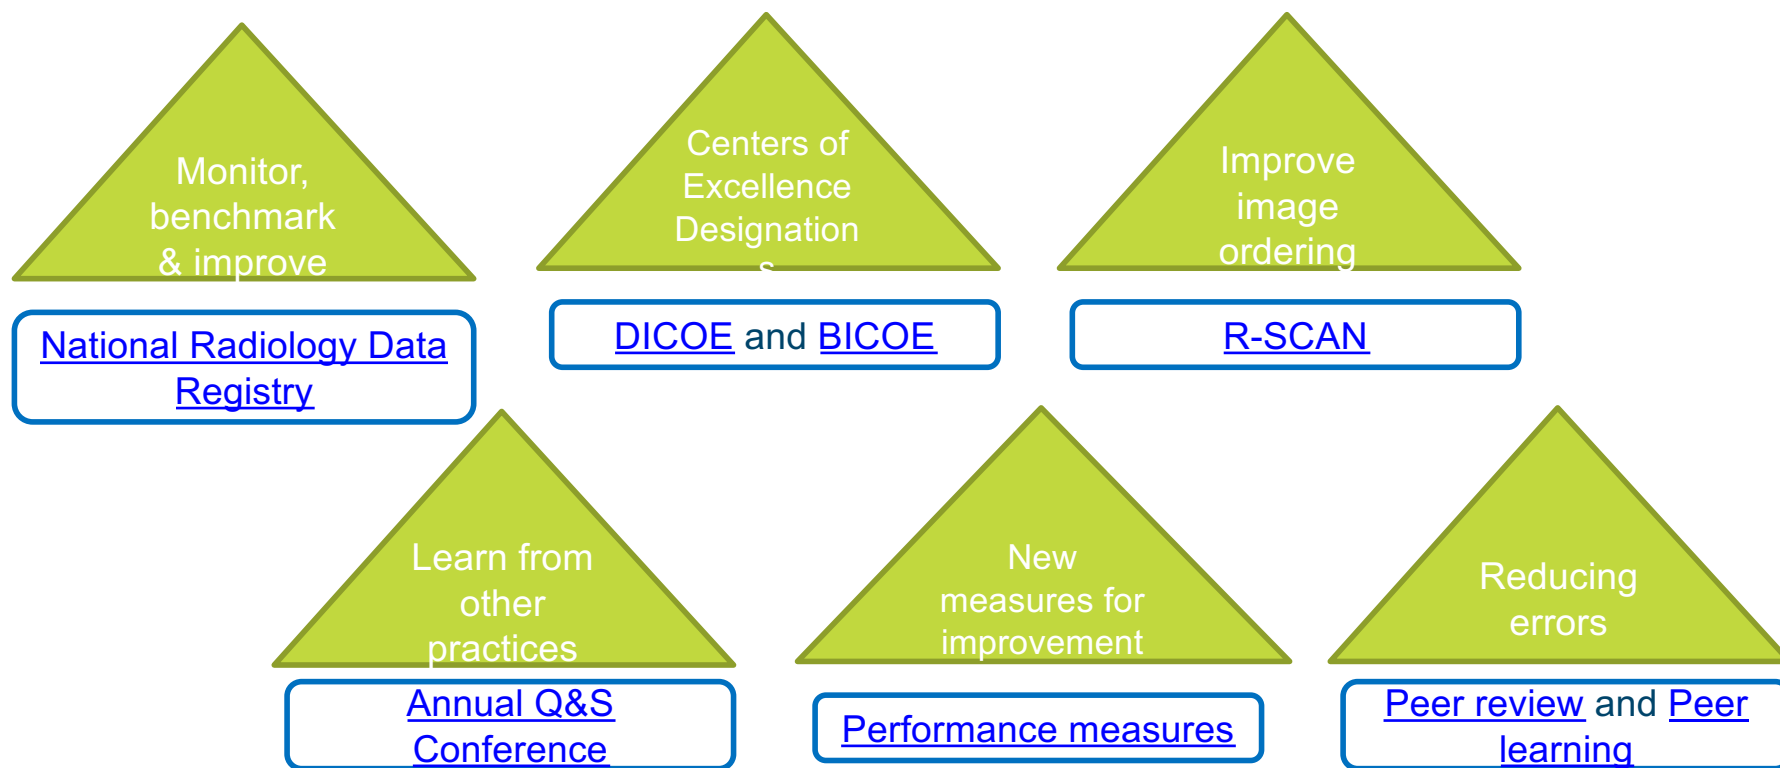 Monitor,
benchmark
& improve
National Radiology Data
Registry
Centers of
Excellence
Designation
s
DICOE and BICOE
Improve
image
ordering
R-SCAN
Learn from
other
practices
Annual Q&S
Conference
New
measures for
improvement
Performance measures
Reducing
errors
Peer review and Peer
learning